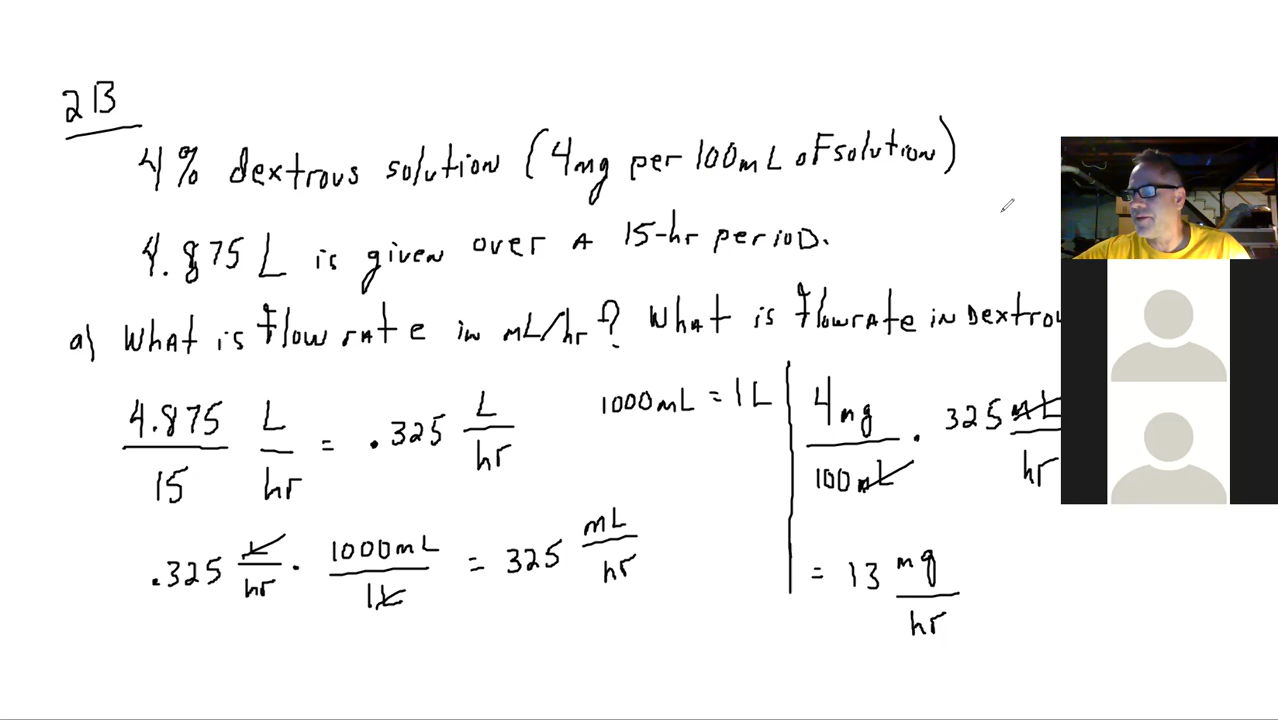 2B
4% dextrous solution (4mg per 100mL of solution)
4.875 L is given over a 15-hr period.
a) What is flow rate in mL/hr? What is flowrate in
4.875 L
15 hr
= .325 L
hr
.325 L
hr
· 1000mL
1L
= 325 mL
hr
1000mL = 1L
4mg
100mL
· 325 mL
hr
= 13 mg
hr